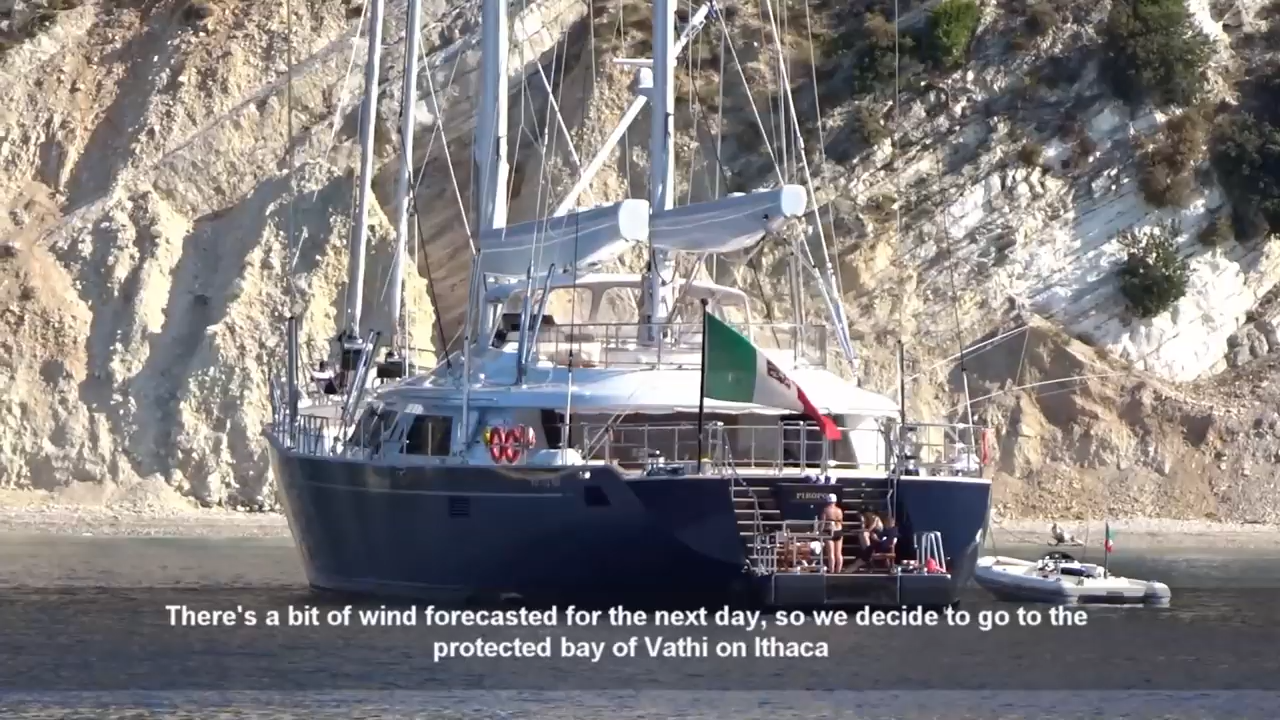 PIROPO
There's a bit of wind forecasted for the next day, so we decide to go to the
protected bay of Vathi on Ithaca